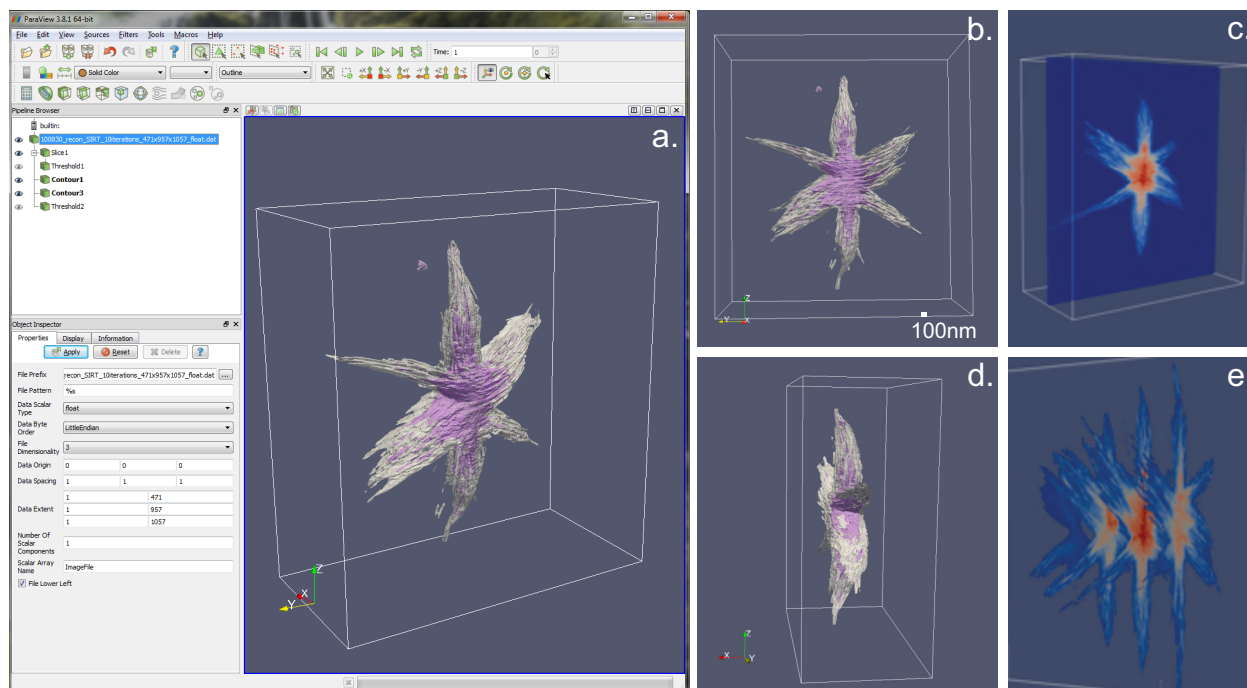 ParaView 3.8.1 64-bit
File Edit View Sources Filters Tools Macros Help
Time: 1 0
Solid Color Outline
Pipeline Browser
builtin:
100830_recon_SIRT_10iterations_471x957x1057_float.dat
Slice1
Threshold1
Contour1
Contour3
Threshold2
Object Inspector
Properties Display Information
Apply Reset Delete ?
File Prefix recon_SIRT_10iterations_471x957x1057_float.dat ...
File Pattern %s
Data Scalar
Type float
Data Byte
Order LittleEndian
File
Dimensionality 3
Data Origin 0 0 0
Data Spacing 1 1 1
1 471
Data Extent 1 957
1 1057
Number Of
Scalar
Components 1
Scalar Array
Name ImageFile
File Lower Left
a.
Z
X
Y
b.
Z
Y X
100nm
c.
d.
Z
X Y
e.